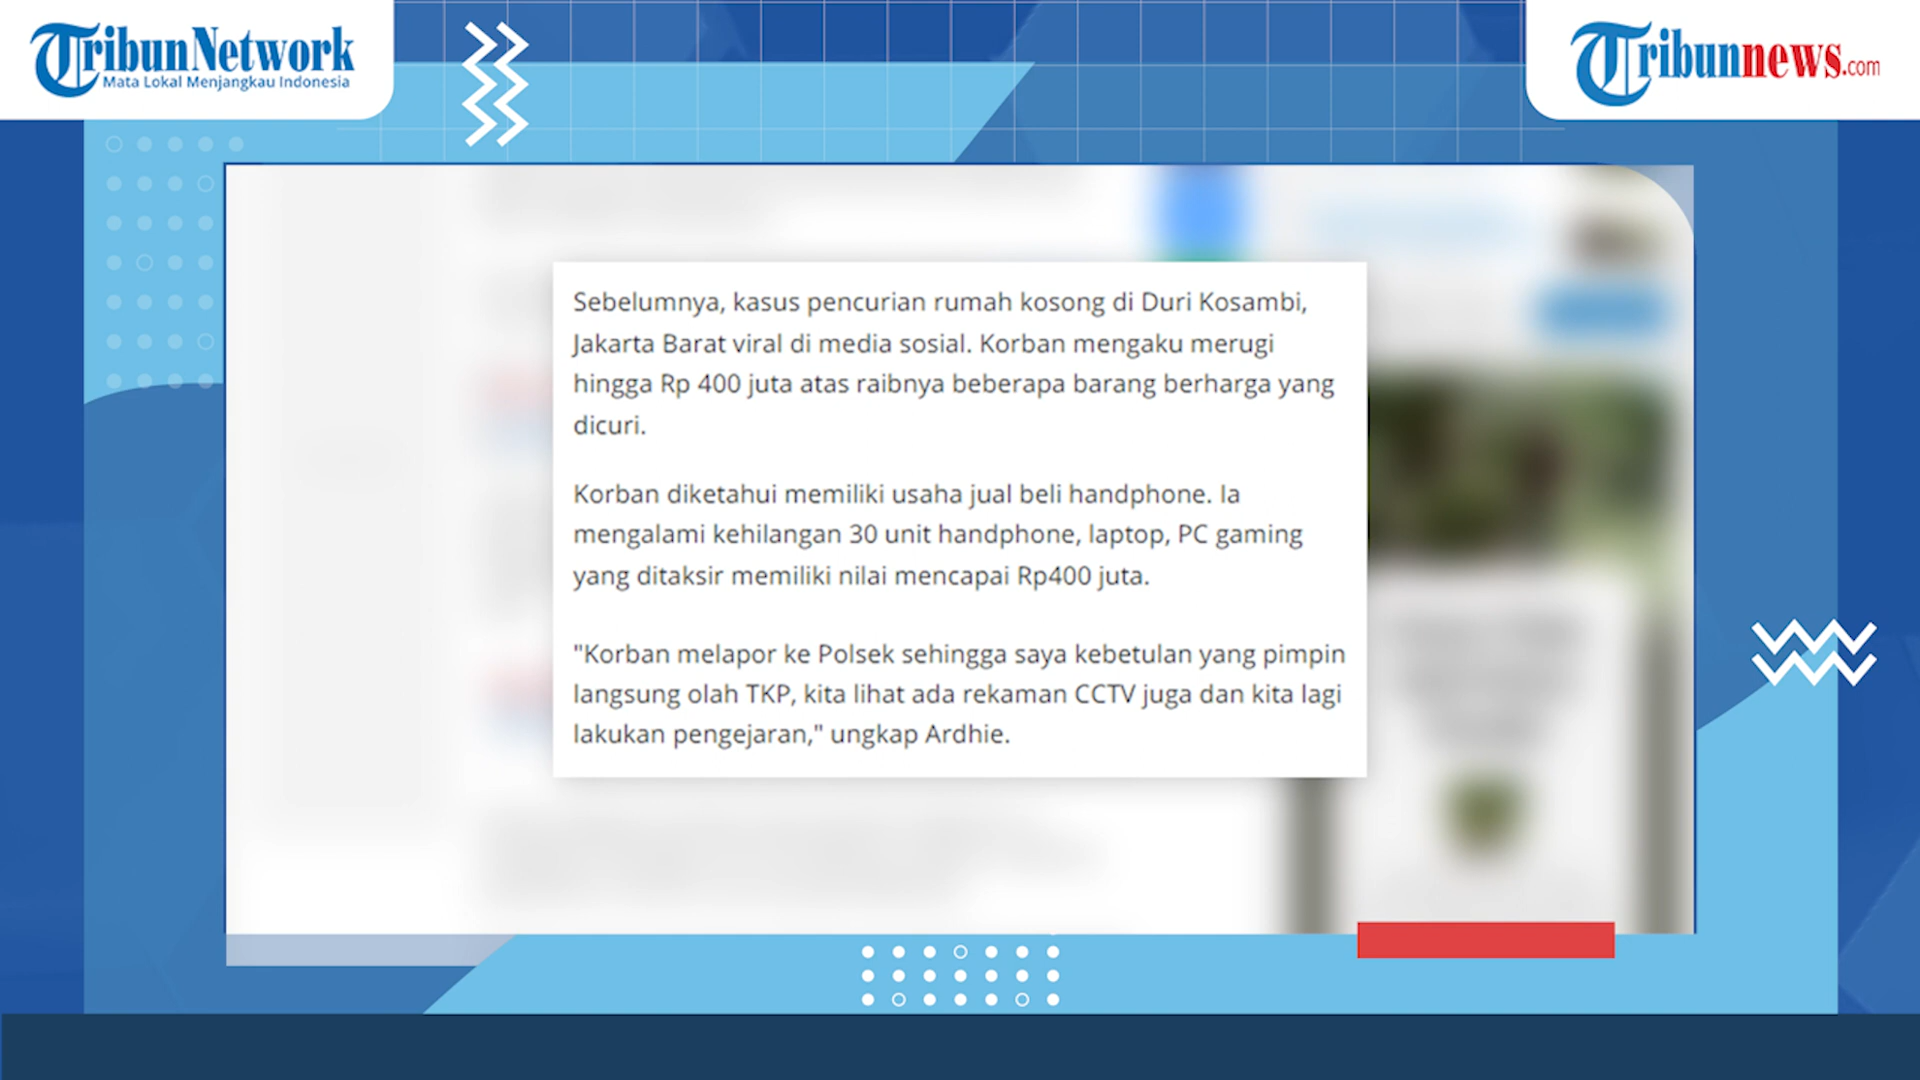 Tribun Network
Mata Lokal Menjangkau Indonesia
Tribunnews.com
Sebelumnya, kasus pencurian rumah kosong di Duri Kosambi,
Jakarta Barat viral di media sosial. Korban mengaku merugi
hingga Rp 400 juta atas raibnya beberapa barang berharga yang
dicuri.
Korban diketahui memiliki usaha jual beli handphone. Ia
mengalami kehilangan 30 unit handphone, laptop, PC gaming
yang ditaksir memiliki nilai mencapai Rp400 juta.
"Korban melapor ke Polsek sehingga saya kebetulan yang pimpin
langsung olah TKP, kita lihat ada rekaman CCTV juga dan kita lagi
lakukan pengejaran," ungkap Ardhie.